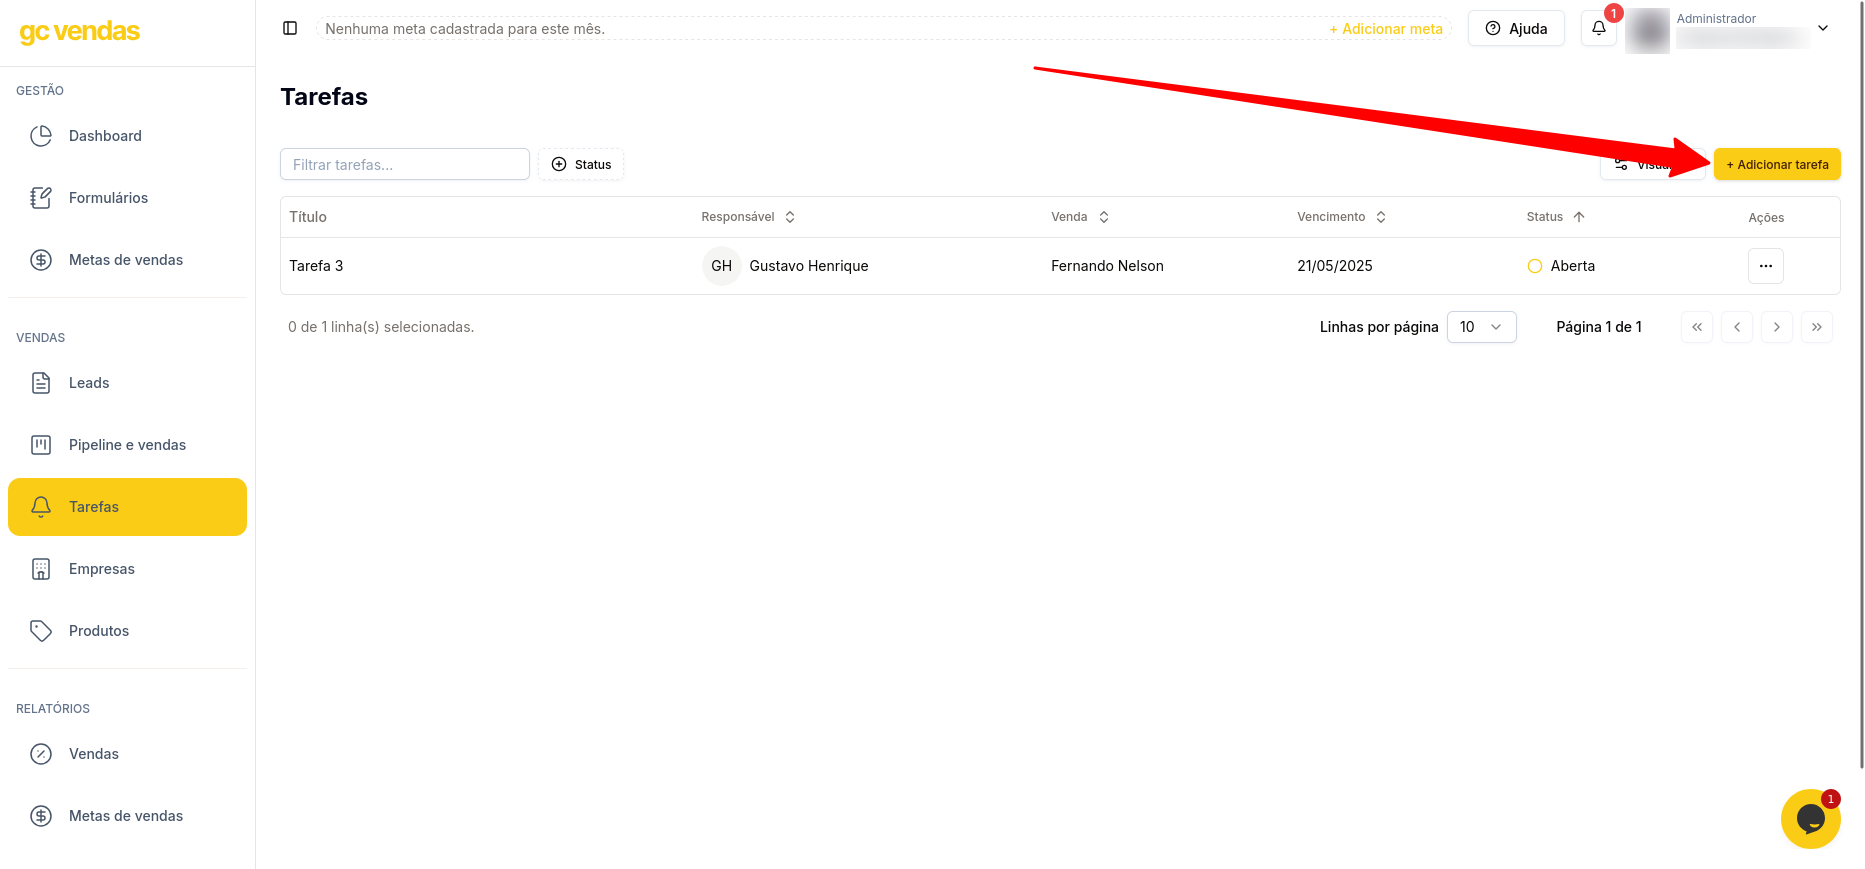 gc vendas
GESTÃO
Dashboard
Formulários
Metas de vendas
VENDAS
Leads
Pipeline e vendas
Tarefas
Empresas
Produtos
RELATÓRIOS
Vendas
Metas de vendas
Nenhuma meta cadastrada para este mês.
+ Adicionar meta
Ajuda
1
Administrador
Tarefas
Filtrar tarefas...
Status
+ Adicionar tarefa
Título Responsável Venda Vencimento Status Ações
Tarefa 3 GH Gustavo Henrique Fernando Nelson 21/05/2025 Aberta
0 de 1 linha(s) selecionadas.
Linhas por página 10 Página 1 de 1
1